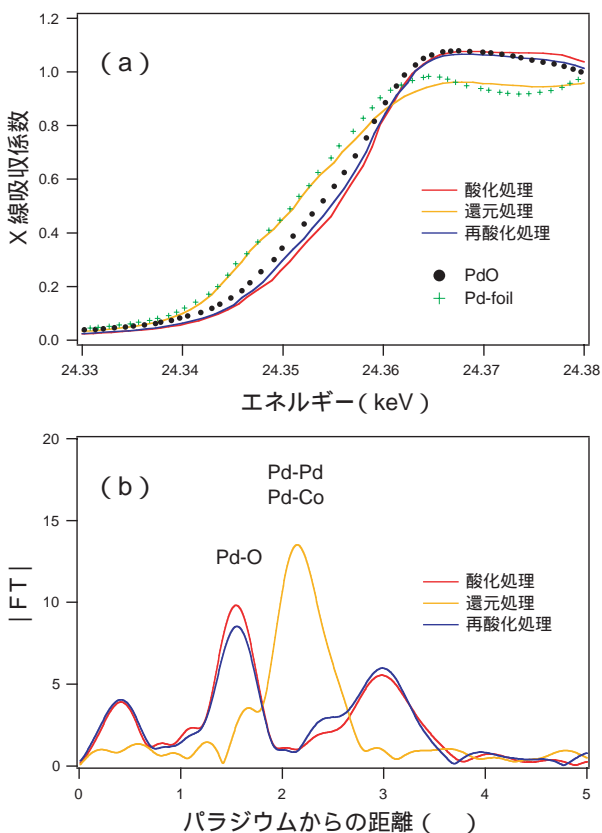 1.2
1.0
0.8
0.6
0.4
0.2
0.0
X 線吸収係数
(a)
酸化処理
還元処理
再酸化処理
PdO
Pd-foil
24.33 24.34 24.35 24.36 24.37 24.38
エネルギー(keV)
20
15
10
5
0
|FT|
(b)
Pd-Pd
Pd-Co
Pd-O
酸化処理
還元処理
再酸化処理
0 1 2 3 4 5
パラジウムからの距離( )